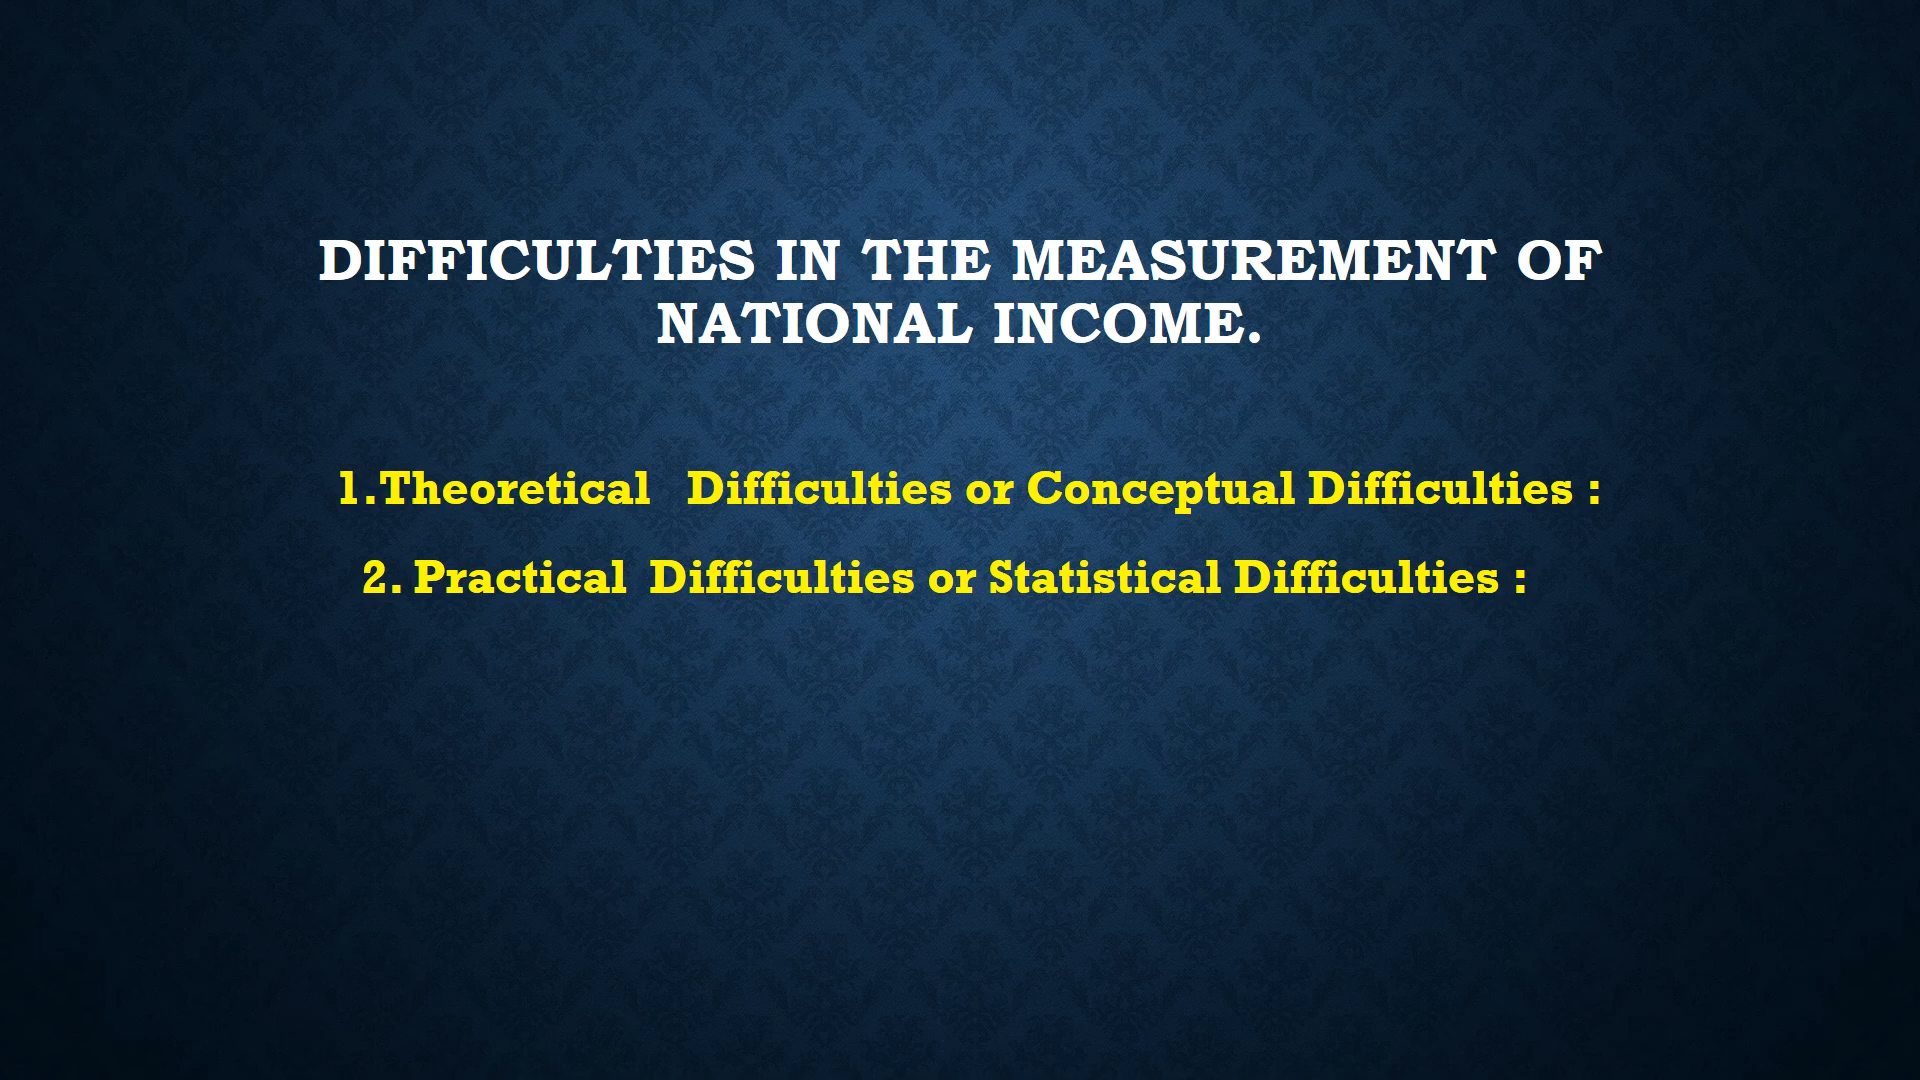 DIFFICULTIES IN THE MEASUREMENT OF
NATIONAL INCOME.
1.Theoretical   Difficulties or Conceptual Difficulties :
2. Practical  Difficulties or Statistical Difficulties :